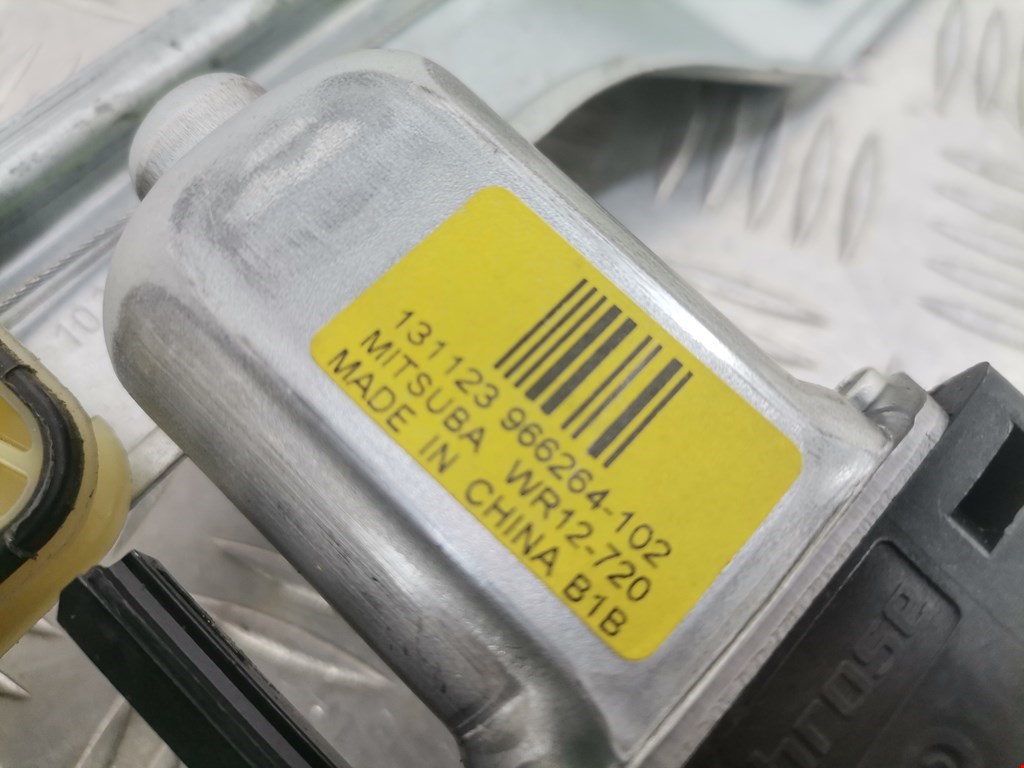 131123 966264-102
MITSUBA WR12-720
MADE IN CHINA B1B